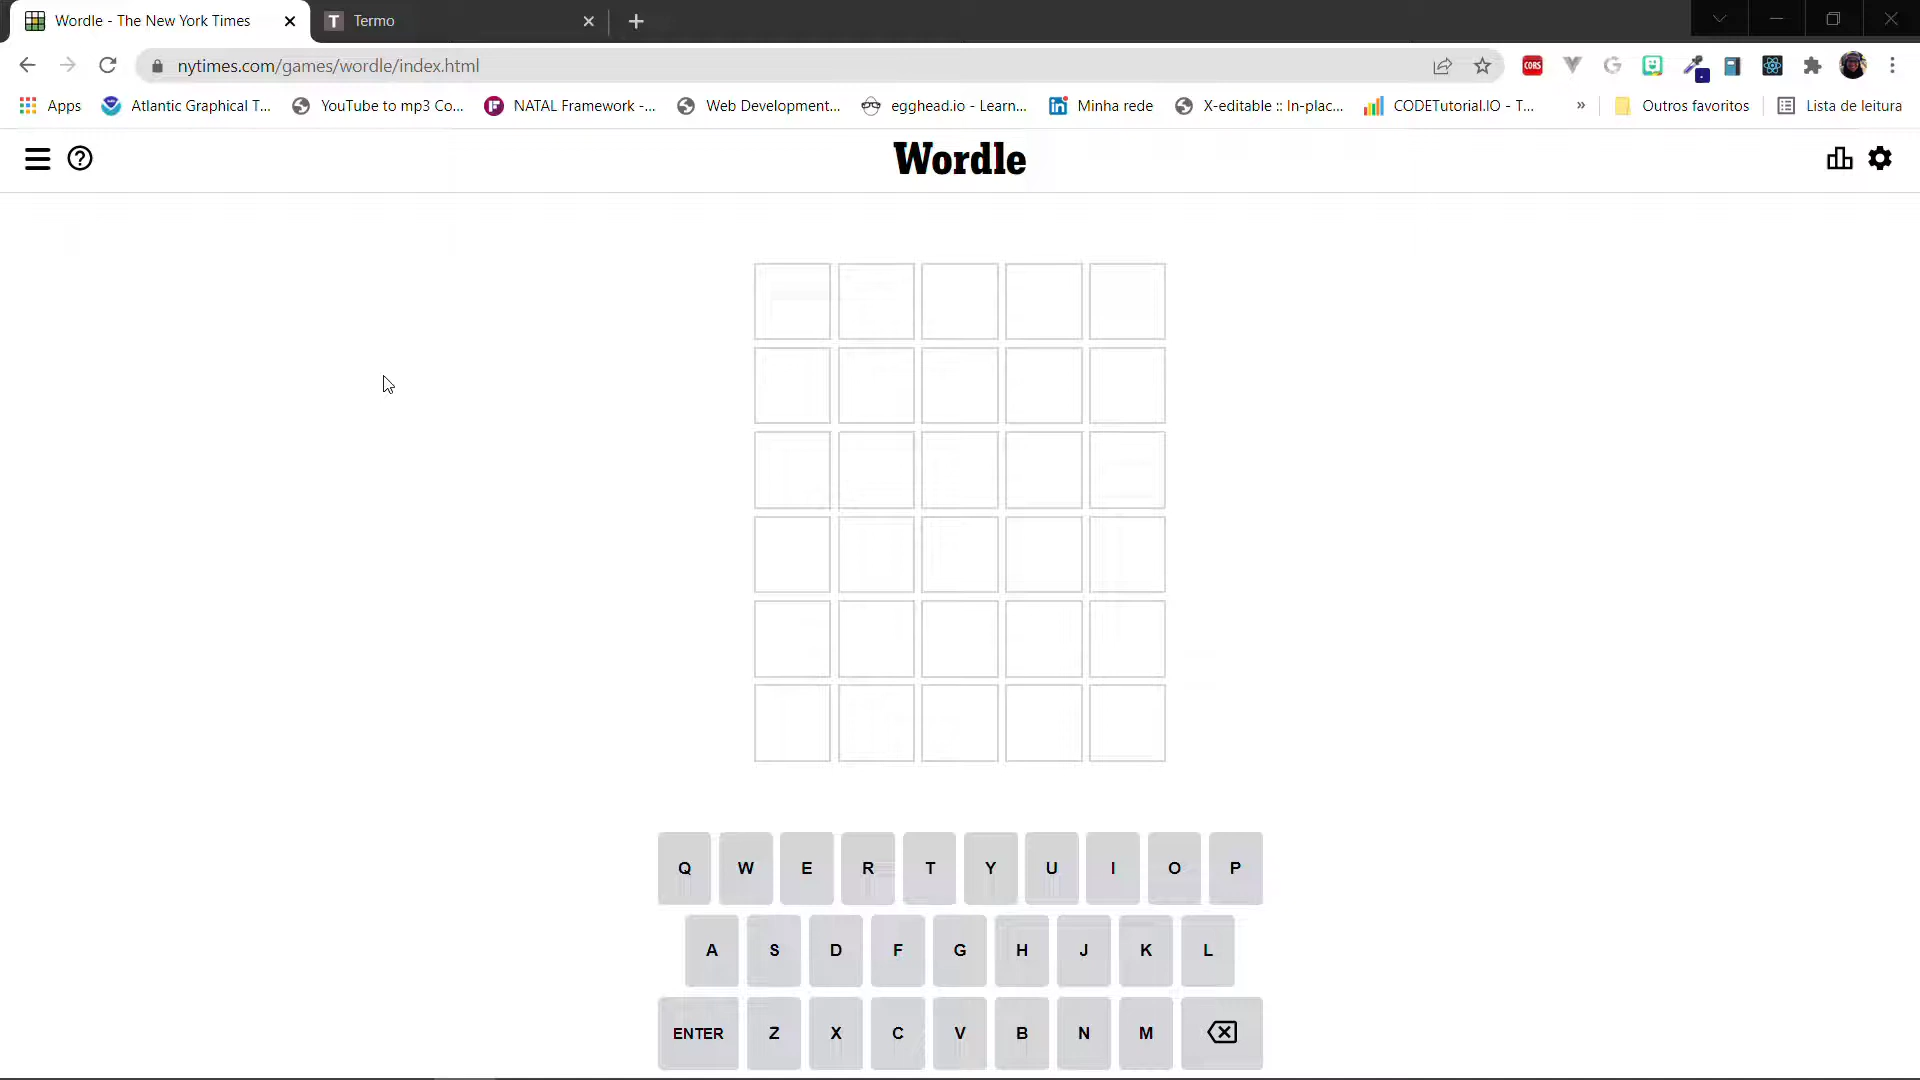 Wordle - The New York Times
T Termo
nytimes.com/games/wordle/index.html
CORS
Apps
Atlantic Graphical T...
YouTube to mp3 Co...
NATAL Framework -...
Web Development...
egghead.io - Learn...
Minha rede
X-editable :: In-plac...
CODETutorial.IO - T...
»
Outros favoritos
Lista de leitura
Wordle
Q W E R T Y U I O P
A S D F G H J K L
ENTER Z X C V B N M